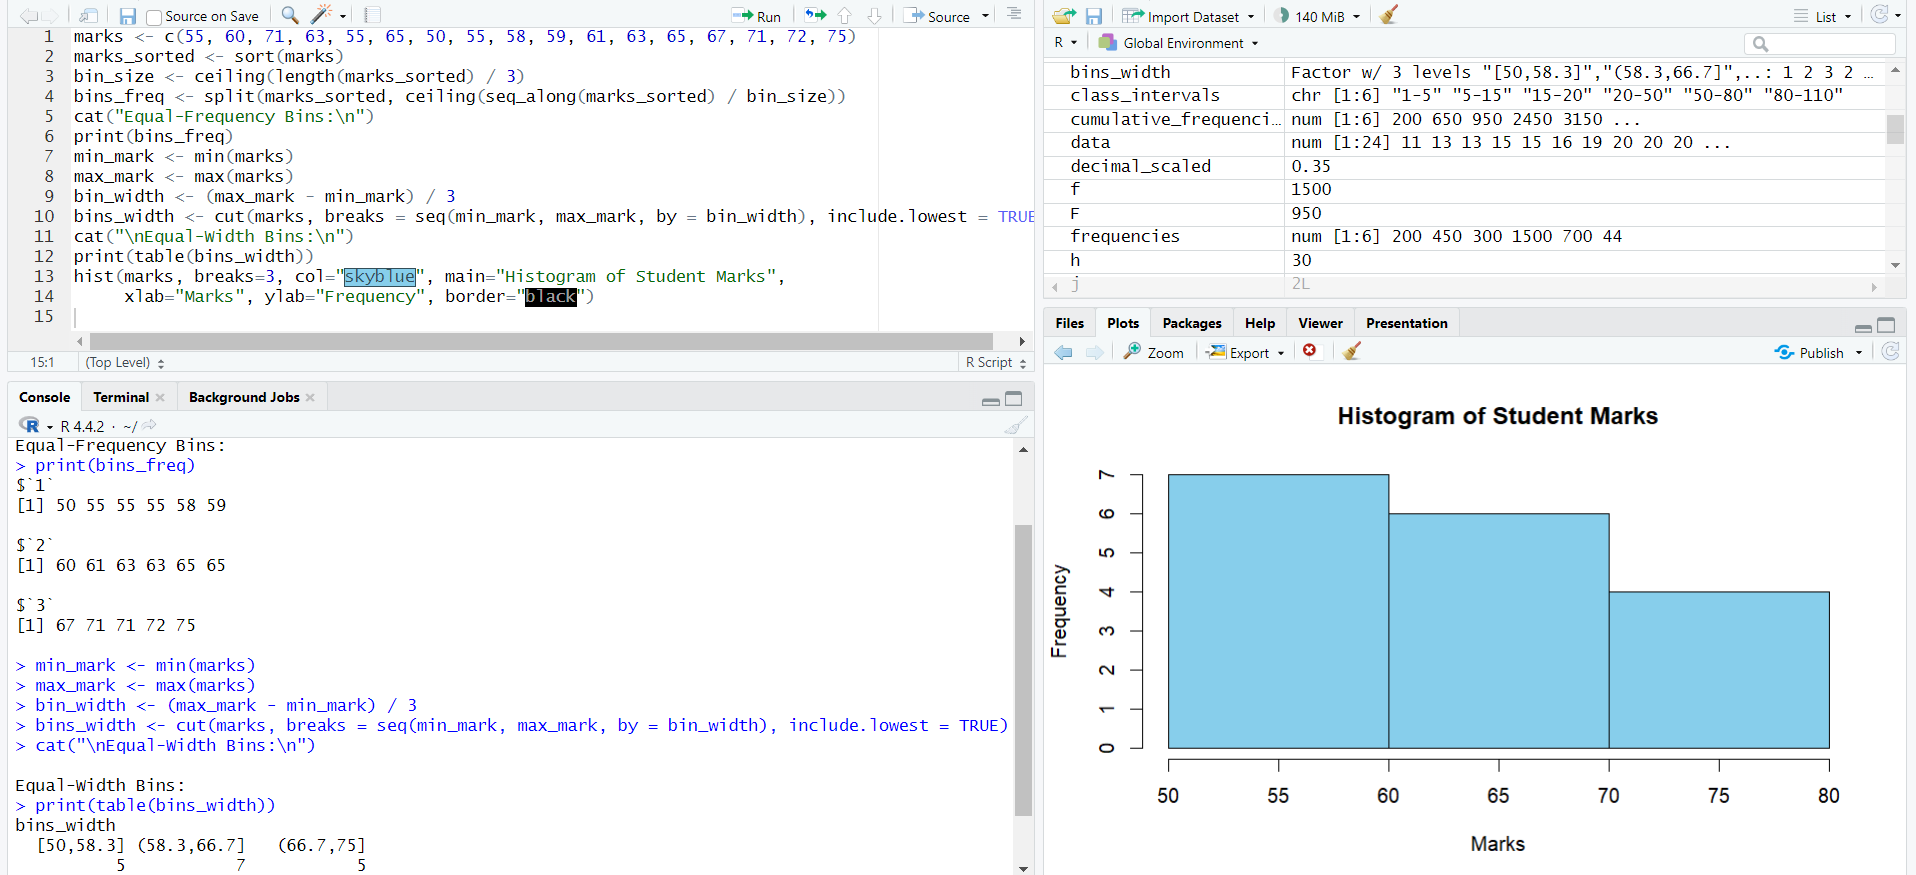 Source on Save
Run
Source
1 marks <- c(55, 60, 71, 63, 55, 65, 50, 55, 58, 59, 61, 63, 65, 67, 71, 72, 75)
2 marks_sorted <- sort(marks)
3 bin_size <- ceiling(length(marks_sorted) / 3)
4 bins_freq <- split(marks_sorted, ceiling(seq_along(marks_sorted) / bin_size))
5 cat("Equal-Frequency Bins:\n")
6 print(bins_freq)
7 min_mark <- min(marks)
8 max_mark <- max(marks)
9 bin_width <- (max_mark - min_mark) / 3
10 bins_width <- cut(marks, breaks = seq(min_mark, max_mark, by = bin_width), include.lowest = TRUE
11 cat("\nEqual-Width Bins:\n")
12 print(table(bins_width))
13 hist(marks, breaks=3, col="skyblue", main="Histogram of Student Marks",
14 xlab="Marks", ylab="Frequency", border="black")
15
15:1 (Top Level) R Script
Console Terminal Background Jobs
R 4.4.2 · ~/
Equal-Frequency Bins:
> print(bins_freq)
$`1`
[1] 50 55 55 55 58 59
$`2`
[1] 60 61 63 63 65 65
$`3`
[1] 67 71 71 72 75
> min_mark <- min(marks)
> max_mark <- max(marks)
> bin_width <- (max_mark - min_mark) / 3
> bins_width <- cut(marks, breaks = seq(min_mark, max_mark, by = bin_width), include.lowest = TRUE)
> cat("\nEqual-Width Bins:\n")
Equal-Width Bins:
> print(table(bins_width))
bins_width
[50,58.3] (58.3,66.7] (66.7,75]
5 7 5
Import Dataset 140 MiB List
R Global Environment
bins_width Factor w/ 3 levels "[50,58.3]","(58.3,66.7]",..: 1 2 3 2 ...
class_intervals chr [1:6] "1-5" "5-15" "15-20" "20-50" "50-80" "80-110"
cumulative_frequenci… num [1:6] 200 650 950 2450 3150 ...
data num [1:24] 11 13 13 15 15 16 19 20 20 20 ...
decimal_scaled 0.35
f 1500
F 950
frequencies num [1:6] 200 450 300 1500 700 44
h 30
j 2L
Files Plots Packages Help Viewer Presentation
Zoom Export Publish
Histogram of Student Marks
Frequency
7
6
5
4
3
2
1
0
50 55 60 65 70 75 80
Marks